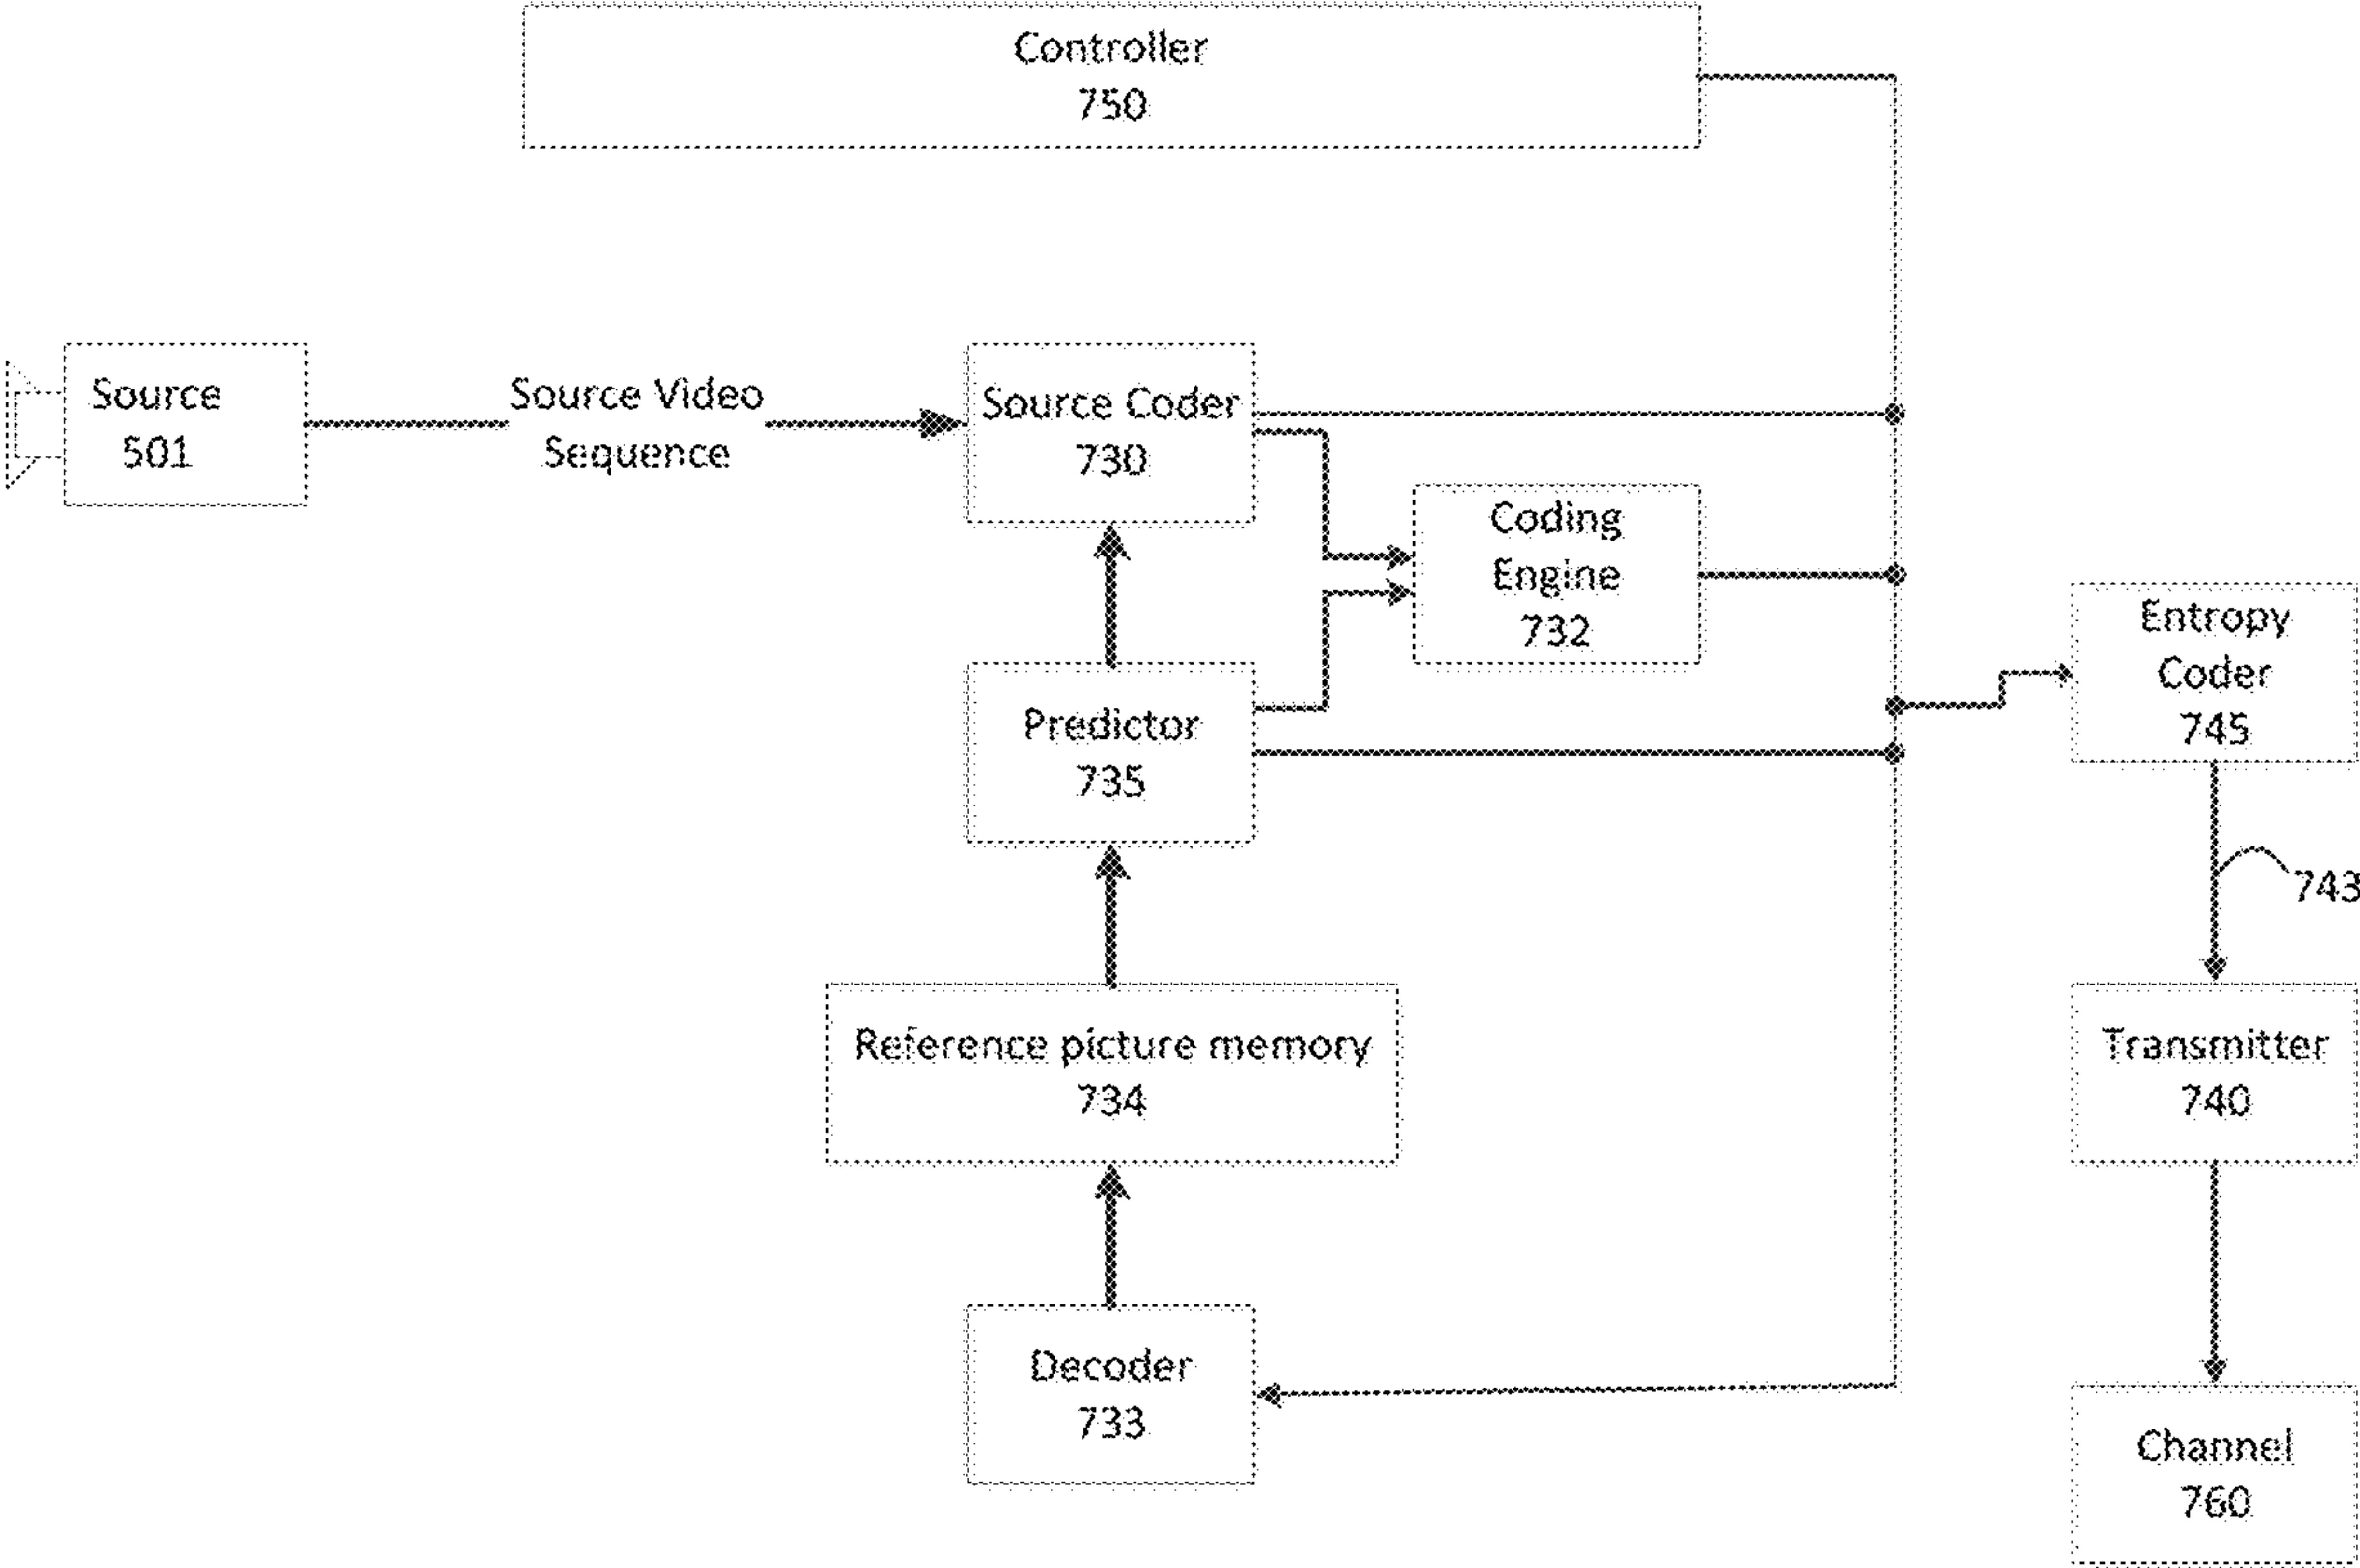 Controller
750
Source
501
Source Video
Sequence
Source Coder
730
Coding
Engine
732
Entropy
Coder
745
Predictor
735
743
Reference picture memory
734
Transmitter
740
Decoder
733
Channel
760